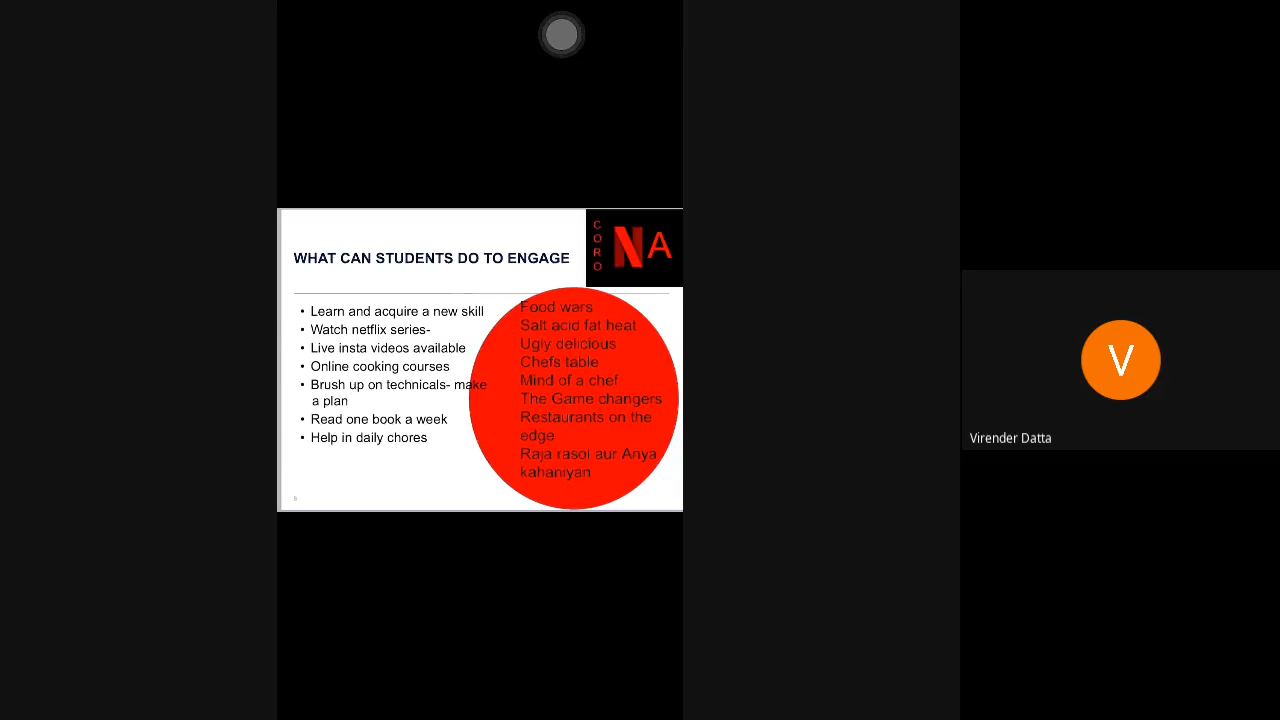 C
O
R
O
N A
WHAT CAN STUDENTS DO TO ENGAGE
• Learn and acquire a new skill
• Watch netflix series-
• Live insta videos available
• Online cooking courses
• Brush up on technicals- make
a plan
• Read one book a week
• Help in daily chores
Food wars
Salt acid fat heat
Ugly delicious
Chefs table
Mind of a chef
The Game changers
Restaurants on the
edge
Raja rasoi aur Anya
kahaniyan
V
Virender Datta